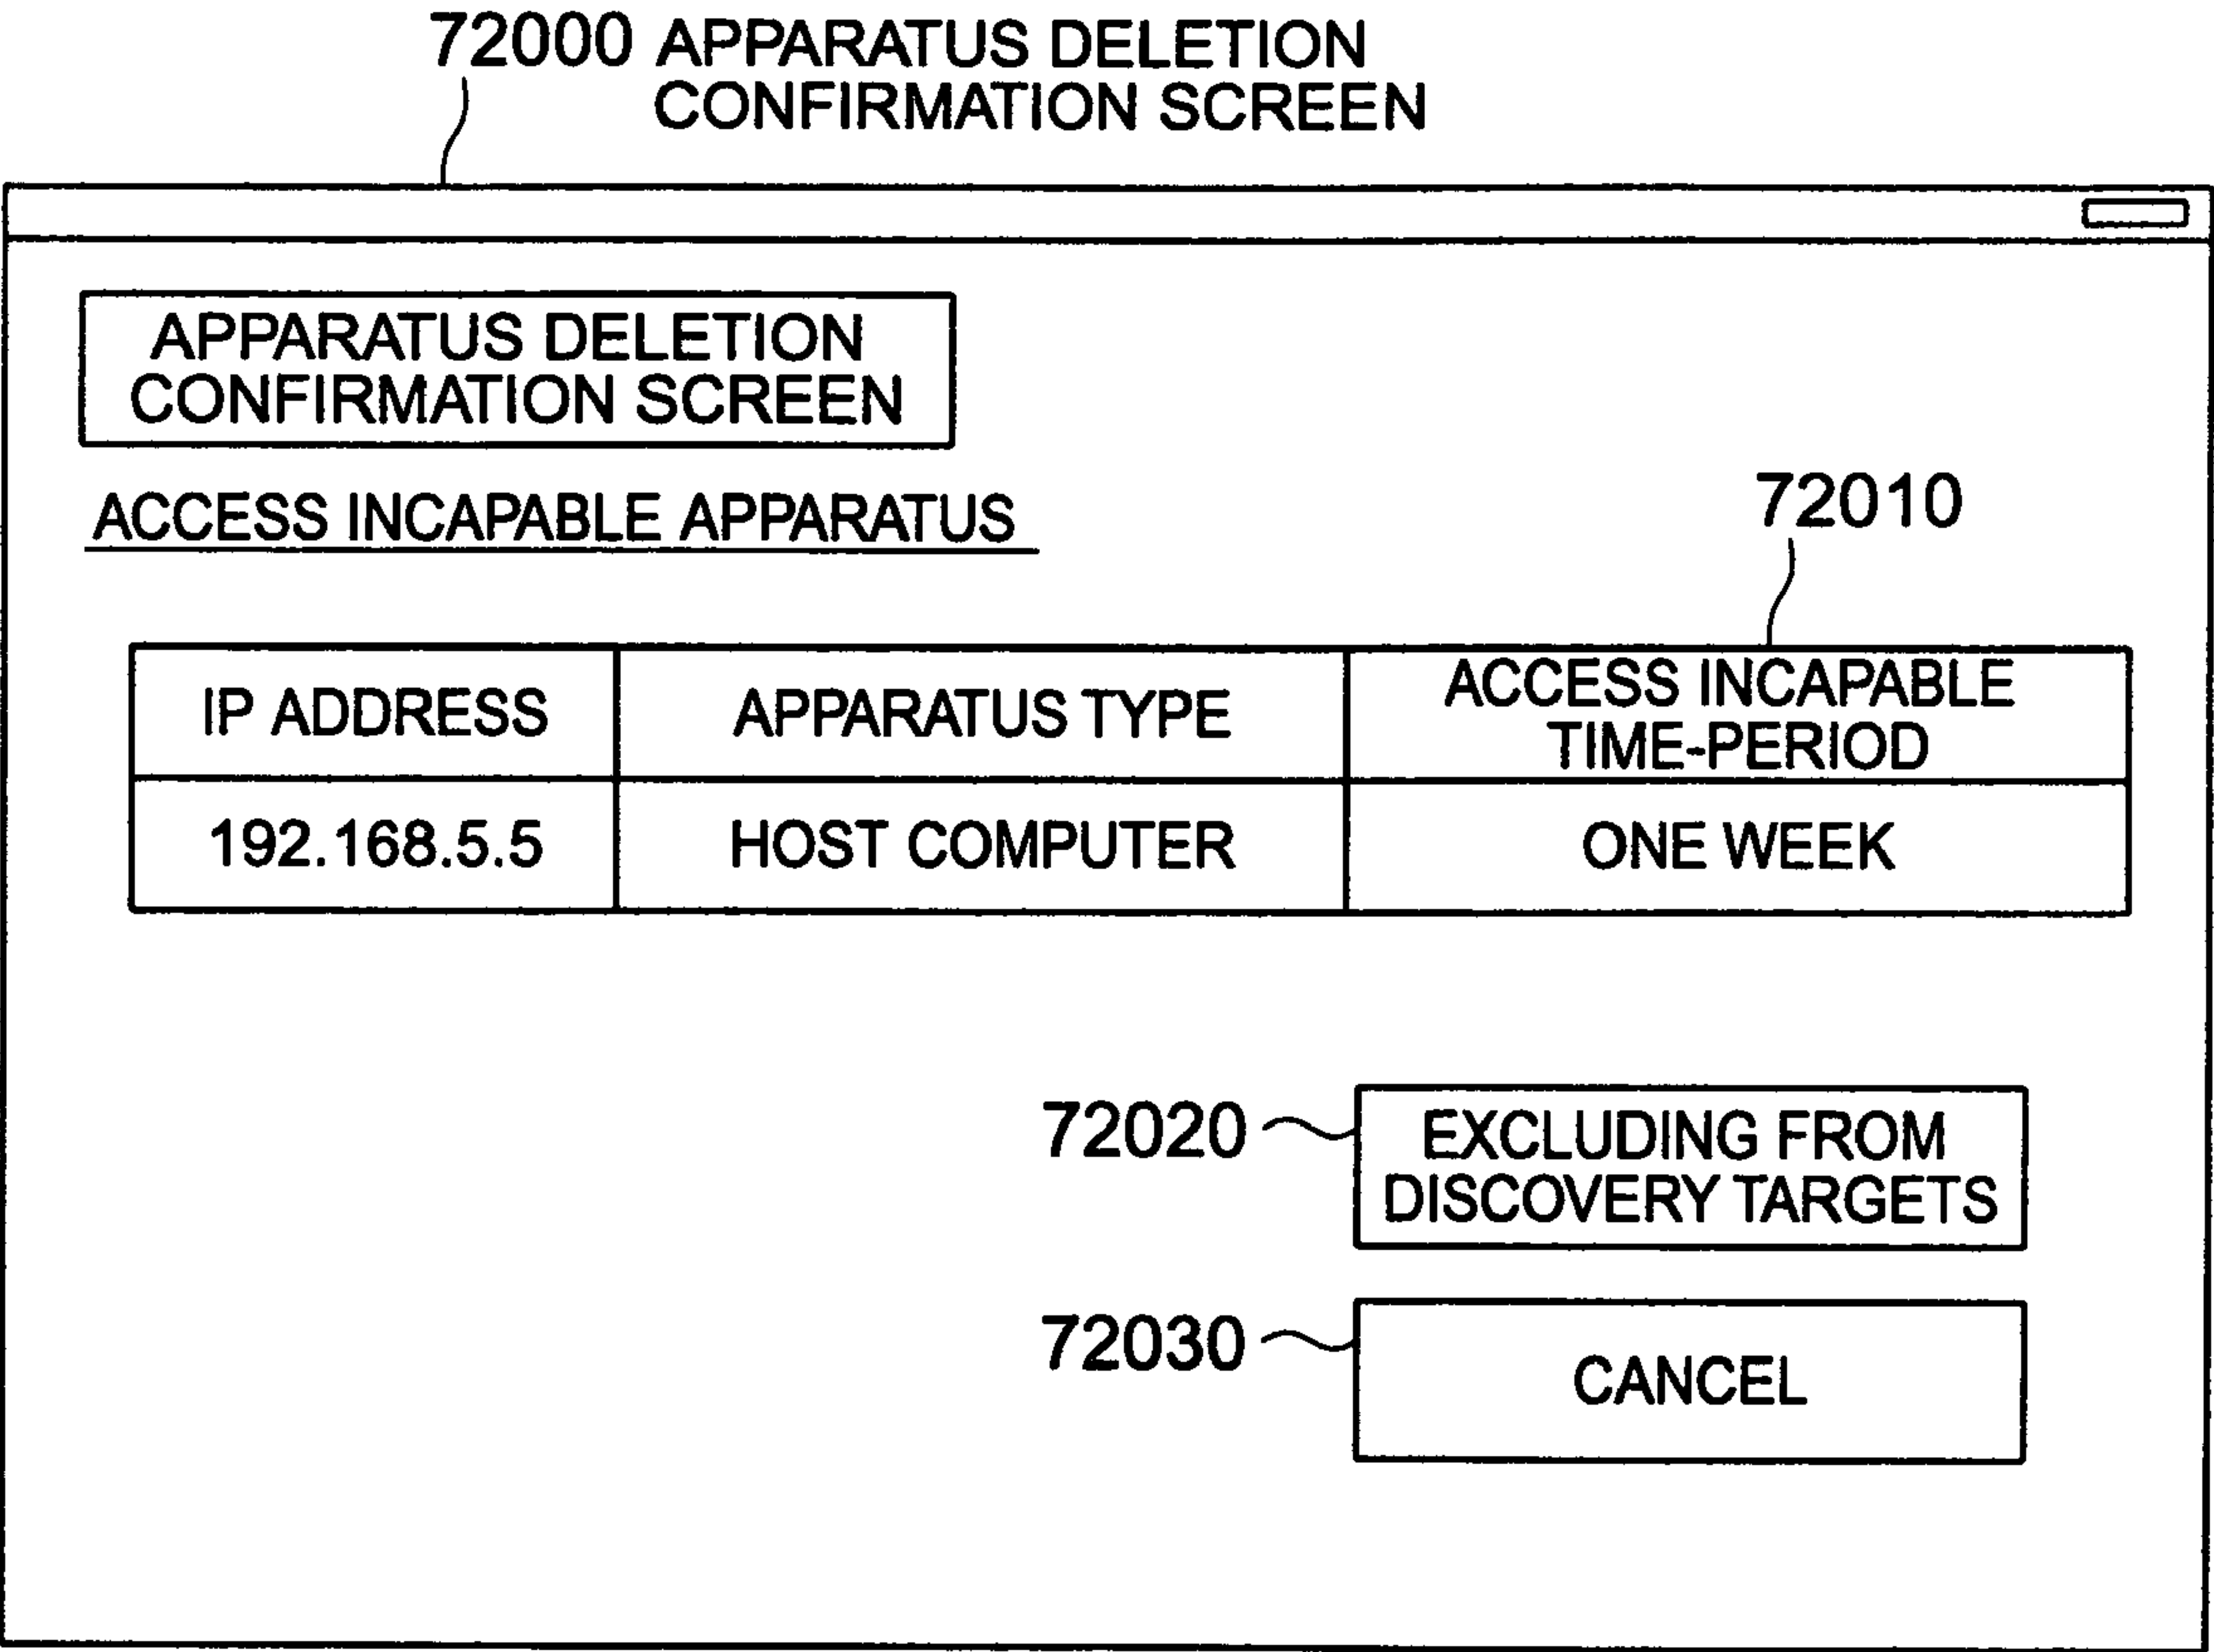 72000 APPARATUS DELETION
CONFIRMATION SCREEN
APPARATUS DELETION
CONFIRMATION SCREEN
ACCESS INCAPABLE APPARATUS
72010
IP ADDRESS
APPARATUS TYPE
ACCESS INCAPABLE
TIME-PERIOD
192.168.5.5
HOST COMPUTER
ONE WEEK
72020
EXCLUDING FROM
DISCOVERY TARGETS
72030
CANCEL